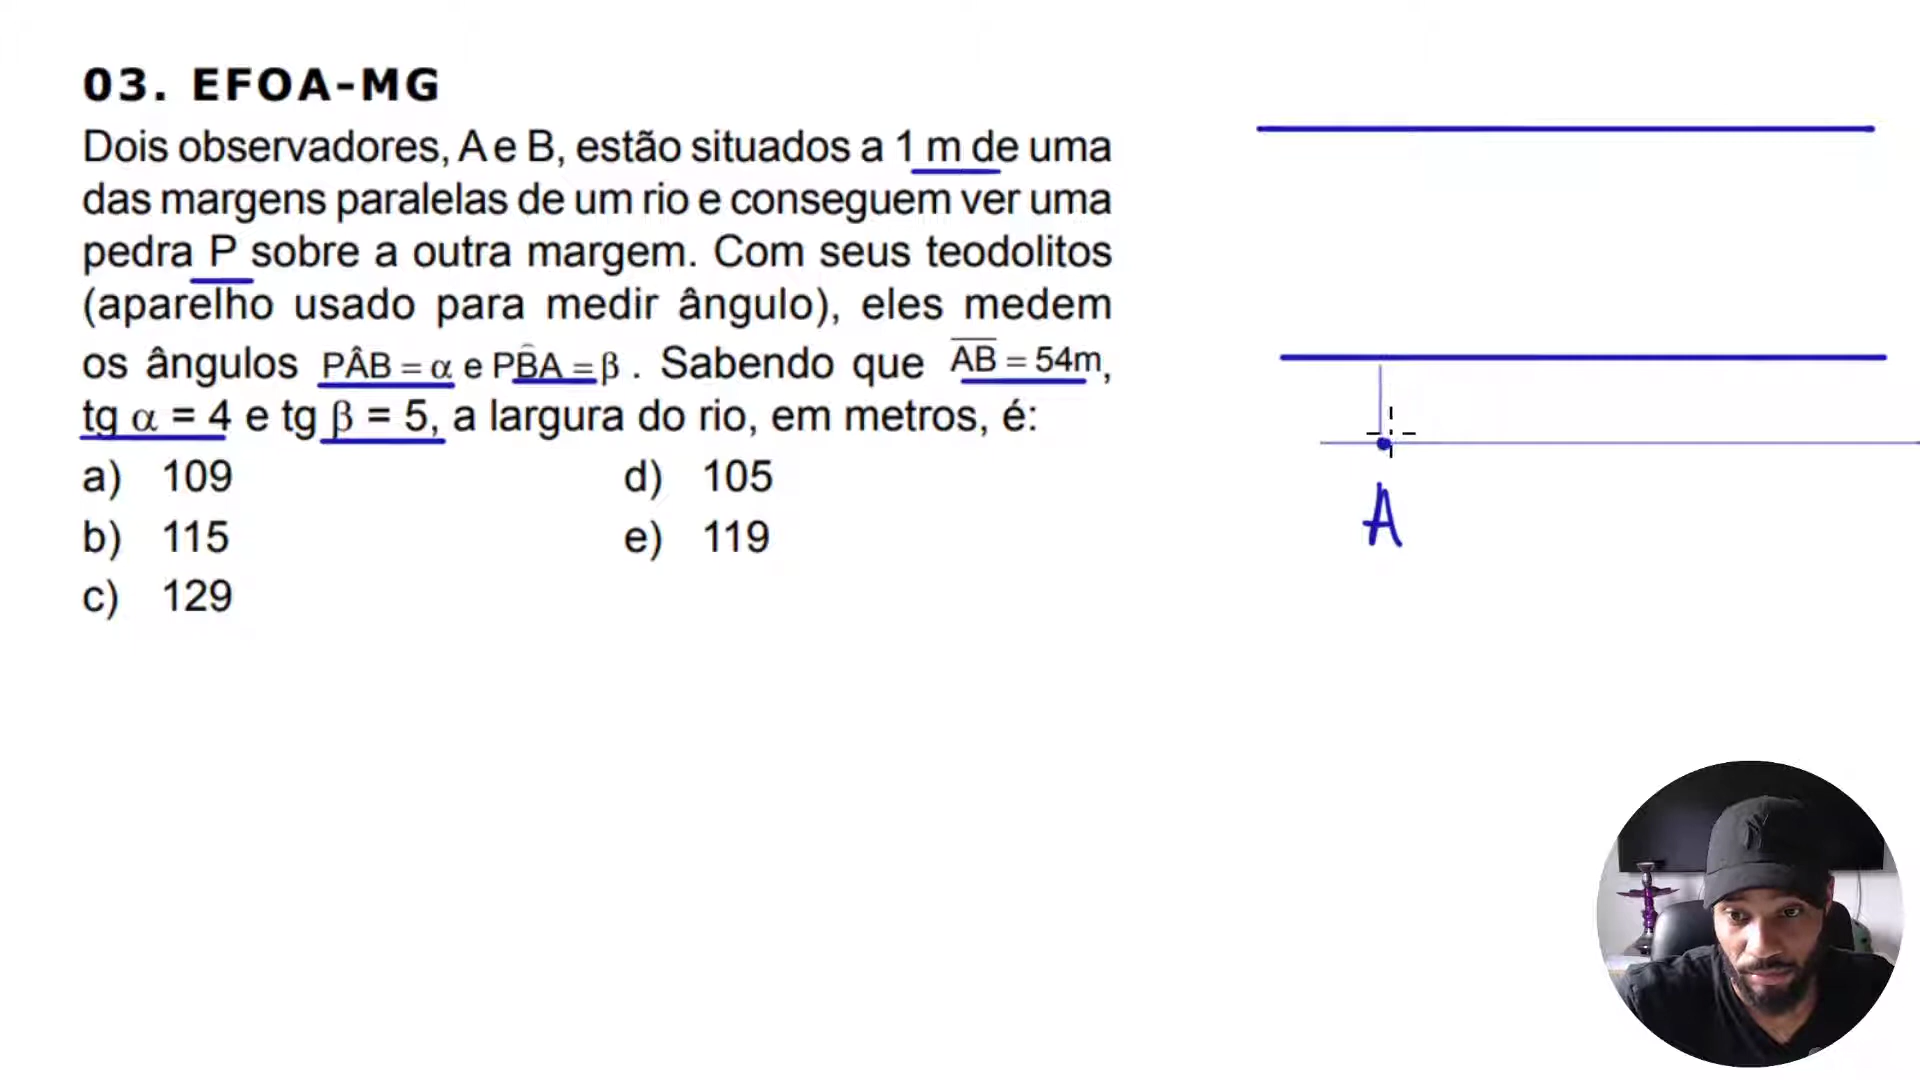 03. EFOA-MG
Dois observadores, A e B, estão situados a 1 m de uma
das margens paralelas de um rio e conseguem ver uma
pedra P sobre a outra margem. Com seus teodolitos
(aparelho usado para medir ângulo), eles medem
os ângulos PÂB = α e PB̂A = β . Sabendo que A̅B̅ = 54m,
tg α = 4 e tg β = 5, a largura do rio, em metros, é:
a) 109
d) 105
b) 115
e) 119
c) 129
A